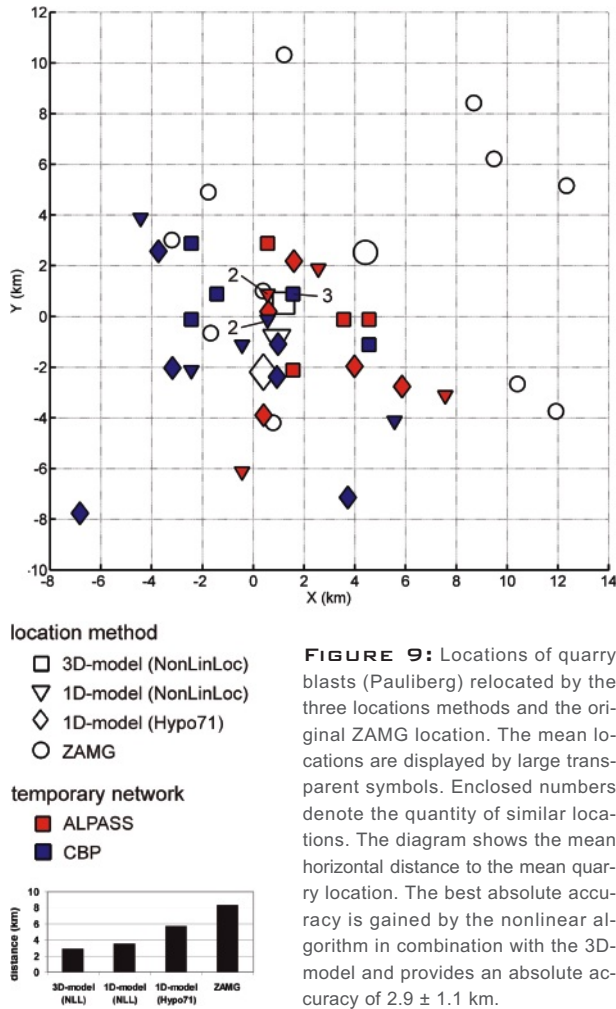 12
10
8
6
4
2
0
-2
-4
-6
-8
-10
Y (km)
2
3
2
-8 -6 -4 -2 0 2 4 6 8 10 12 14
X (km)
location method
3D-model (NonLinLoc)
1D-model (NonLinLoc)
1D-model (Hypo71)
ZAMG
temporary network
ALPASS
CBP
10
8
6
4
2
0
distance (km)
3D-model 1D-model 1D-model ZAMG
(NLL) (NLL) (Hypo71)
FIGURE 9: Locations of quarry
blasts (Pauliberg) relocated by the
three locations methods and the ori-
ginal ZAMG location. The mean lo-
cations are displayed by large trans-
parent symbols. Enclosed numbers
denote the quantity of similar loca-
tions. The diagram shows the mean
horizontal distance to the mean quar-
ry location. The best absolute accu-
racy is gained by the nonlinear al-
gorithm in combination with the 3D-
model and provides an absolute ac-
curacy of 2.9 ± 1.1 km.